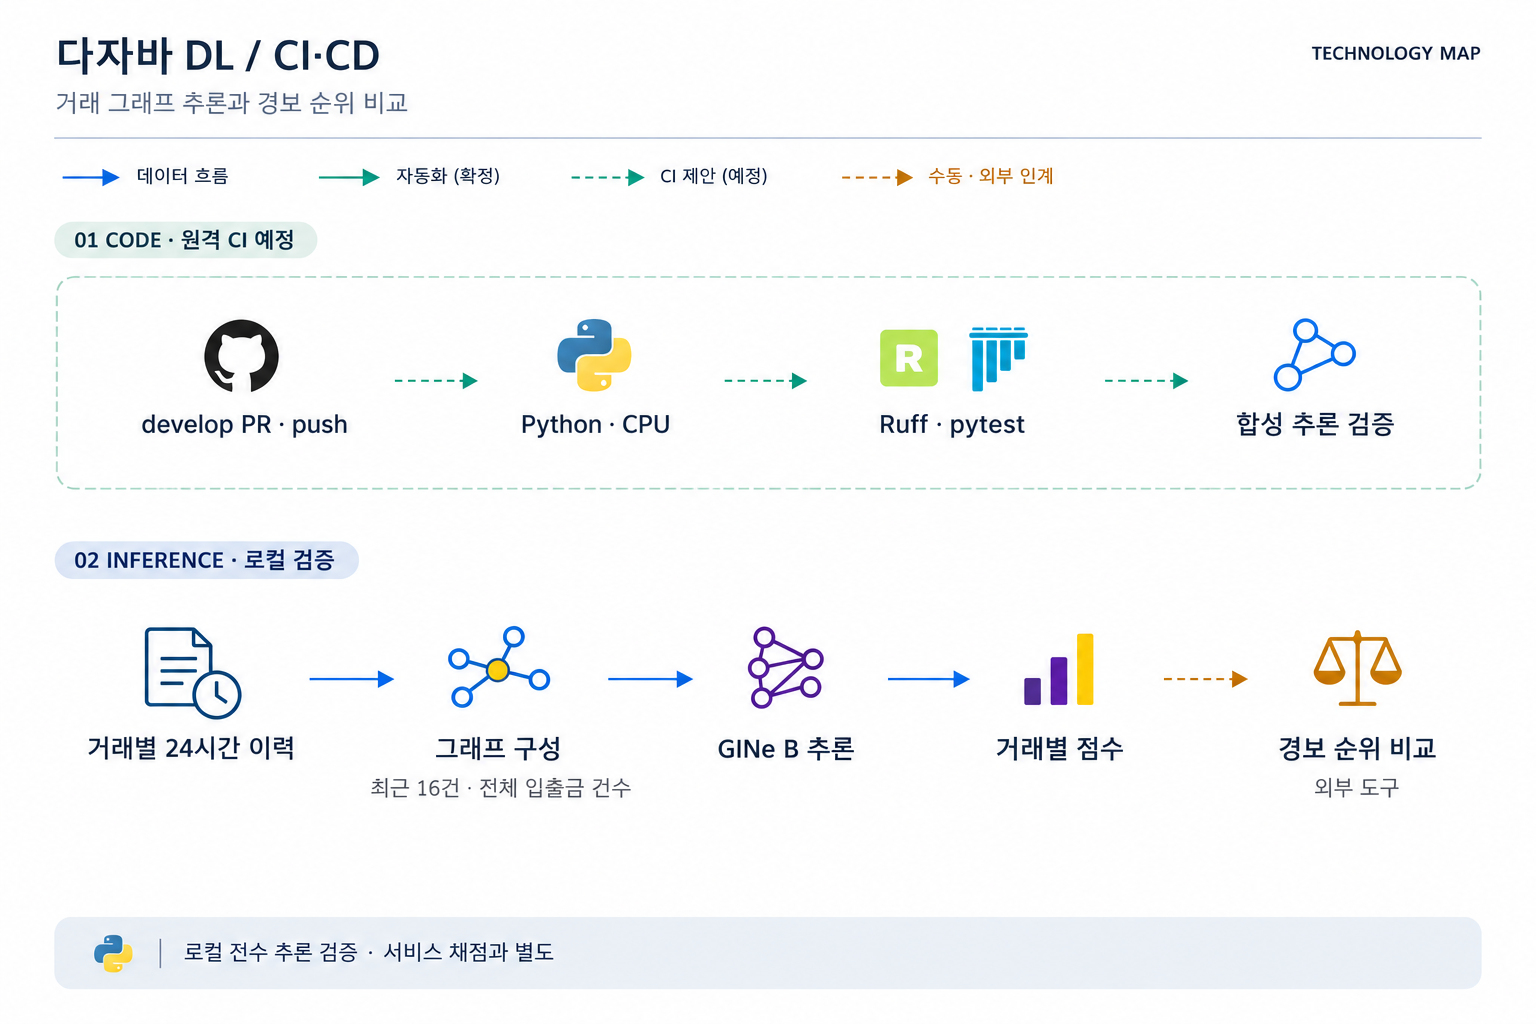 다자바 DL / CI·CD
TECHNOLOGY MAP
거래 그래프 추론과 경보 순위 비교
데이터 흐름
자동화 (확정)
CI 제안 (예정)
수동 · 외부 인계
01 CODE · 원격 CI 예정
develop PR · push
Python · CPU
R
Ruff · pytest
합성 추론 검증
02 INFERENCE · 로컬 검증
거래별 24시간 이력
그래프 구성
최근 16건 · 전체 입출금 건수
GINe B 추론
거래별 점수
경보 순위 비교
외부 도구
로컬 전수 추론 검증 · 서비스 채점과 별도